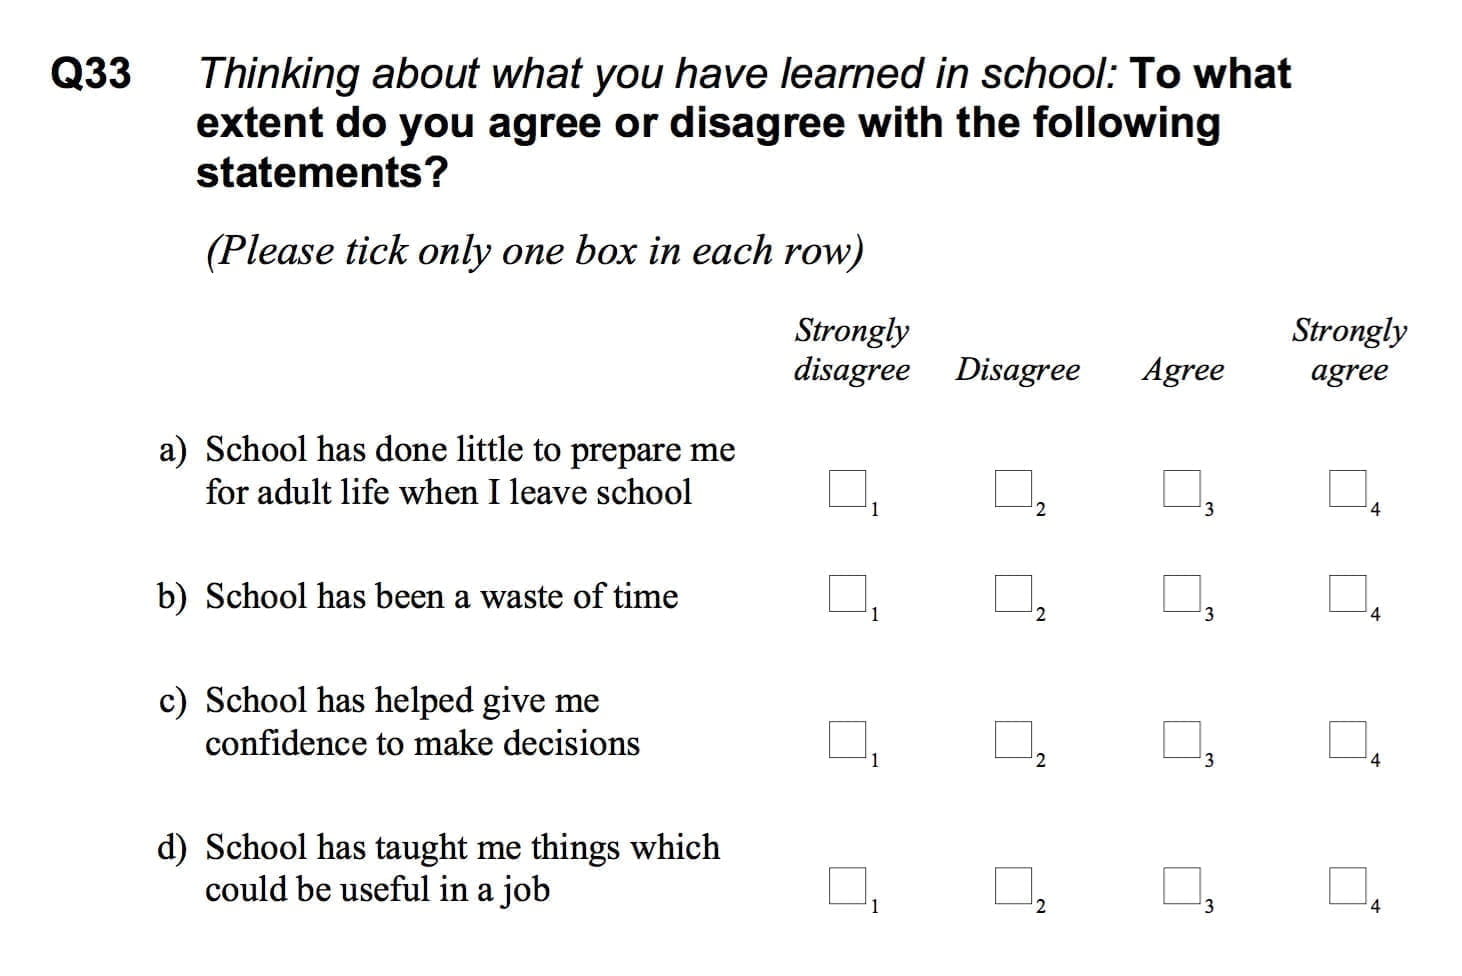 Q33 Thinking about what you have learned in school: To what
extent do you agree or disagree with the following
statements?
(Please tick only one box in each row)
Strongly disagree Disagree Agree Strongly agree
a) School has done little to prepare me
for adult life when I leave school
1 2 3 4
b) School has been a waste of time 1 2 3 4
c) School has helped give me
confidence to make decisions
1 2 3 4
d) School has taught me things which
could be useful in a job
1 2 3 4